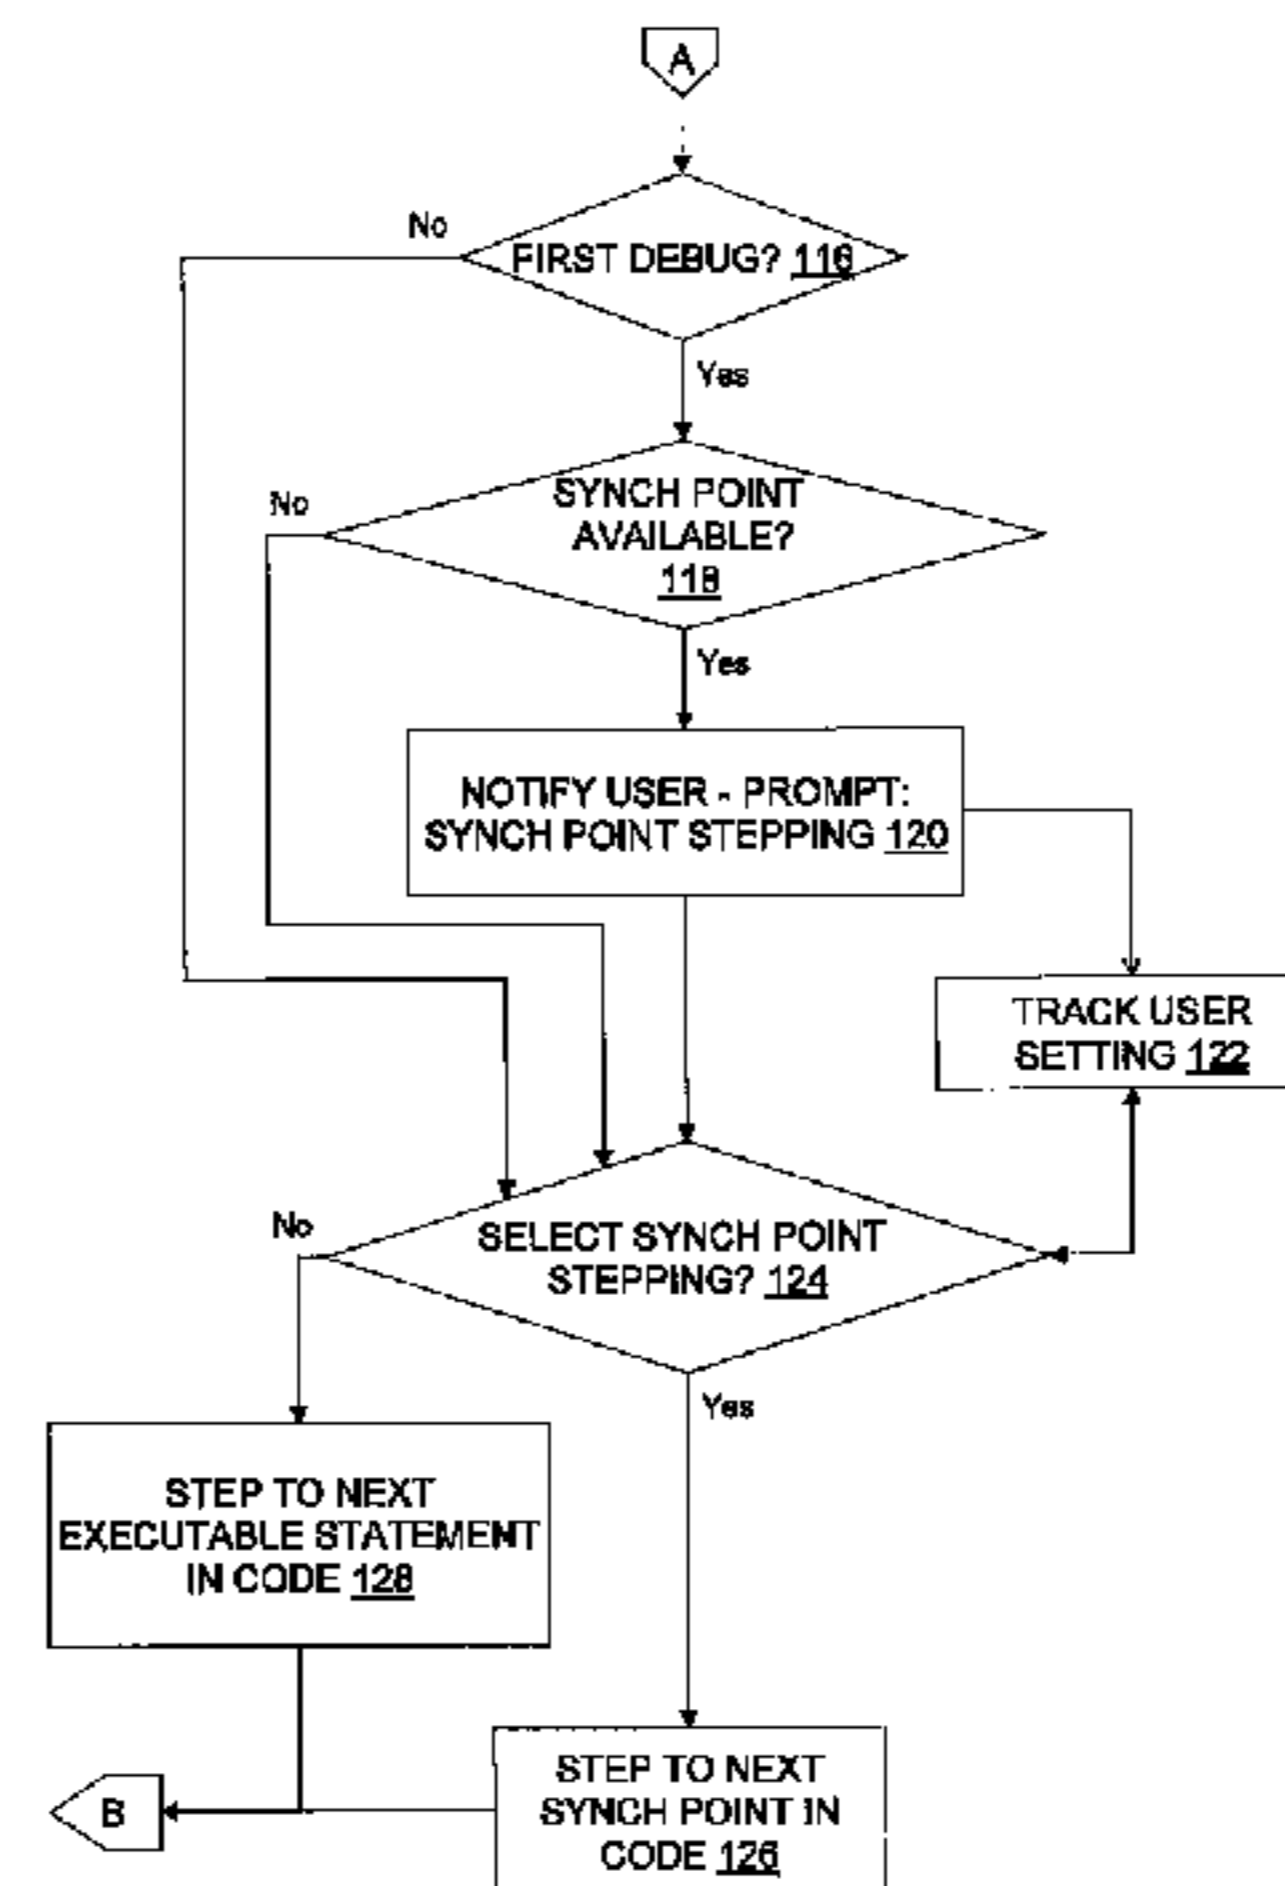 A
No
FIRST DEBUG? 116
Yes
No
SYNCH POINT
AVAILABLE?
118
Yes
NOTIFY USER - PROMPT:
SYNCH POINT STEPPING 120
TRACK USER
SETTING 122
No
SELECT SYNCH POINT
STEPPING? 124
Yes
STEP TO NEXT
EXECUTABLE STATEMENT
IN CODE 128
B
STEP TO NEXT
SYNCH POINT IN
CODE 126